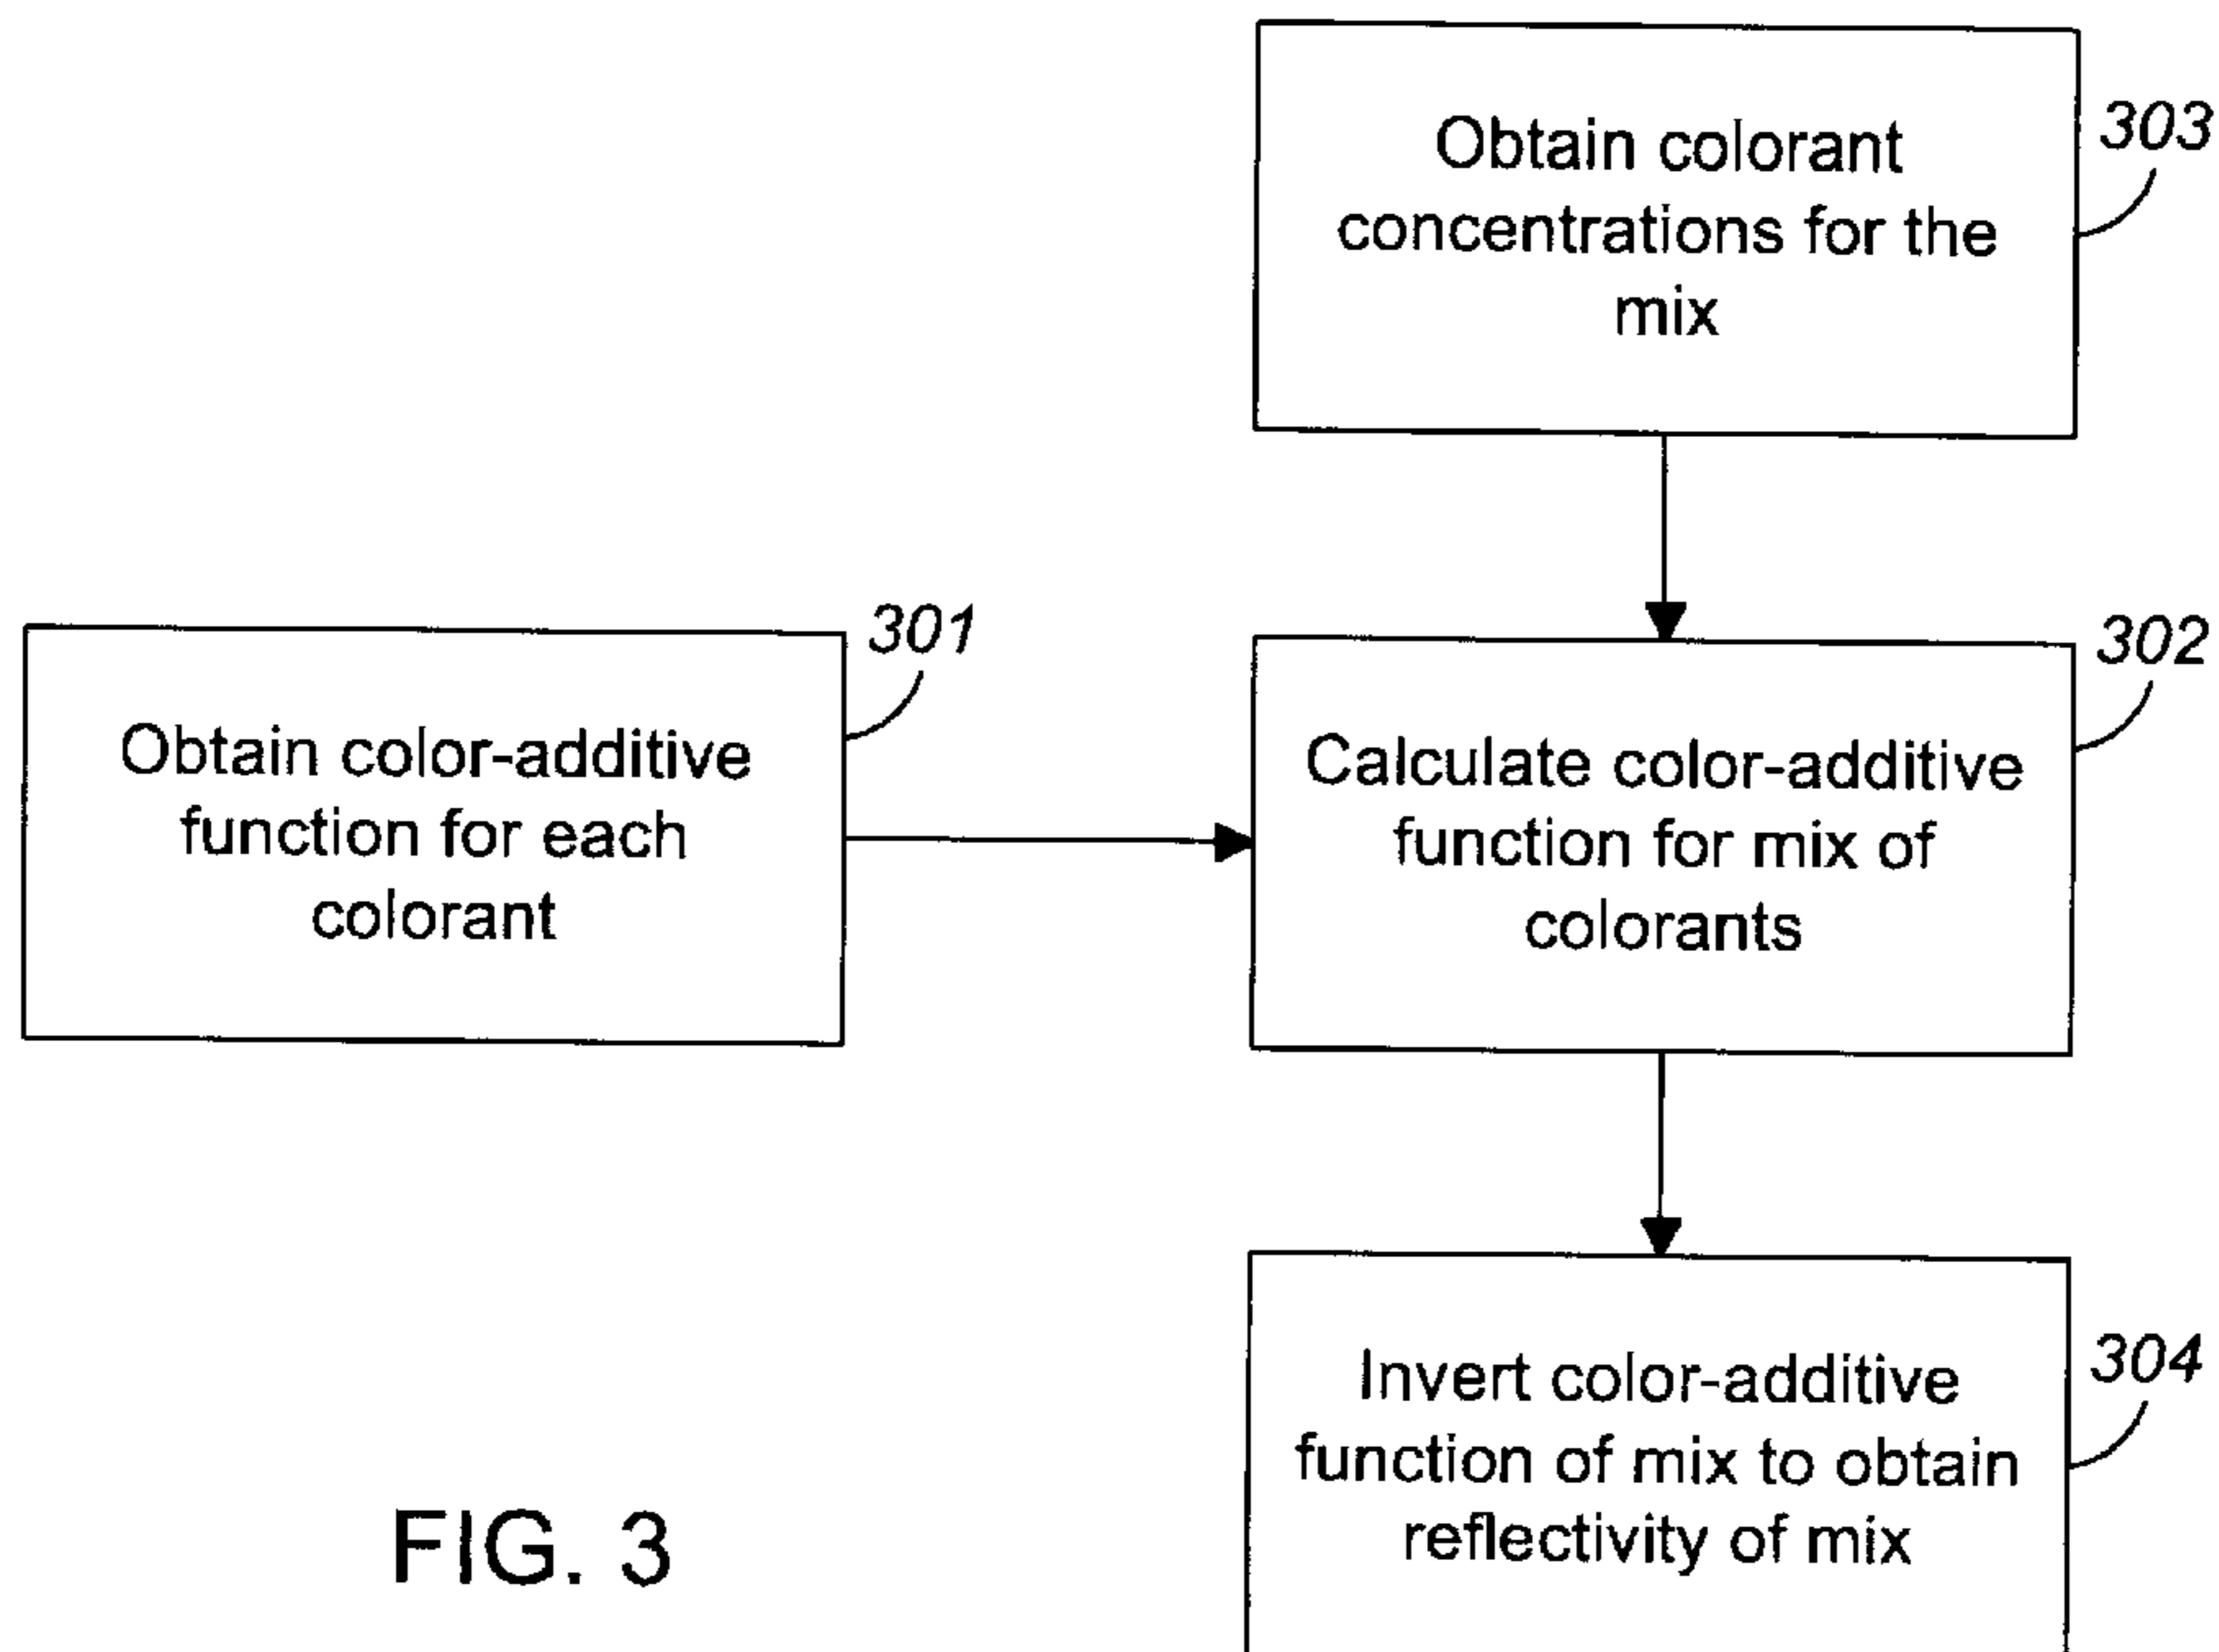 Obtain colorant
concentrations for the
mix
303
Obtain color-additive
function for each
colorant
301
Calculate color-additive
function for mix of
colorants
302
Invert color-additive
function of mix to obtain
reflectivity of mix
304
FIG. 3